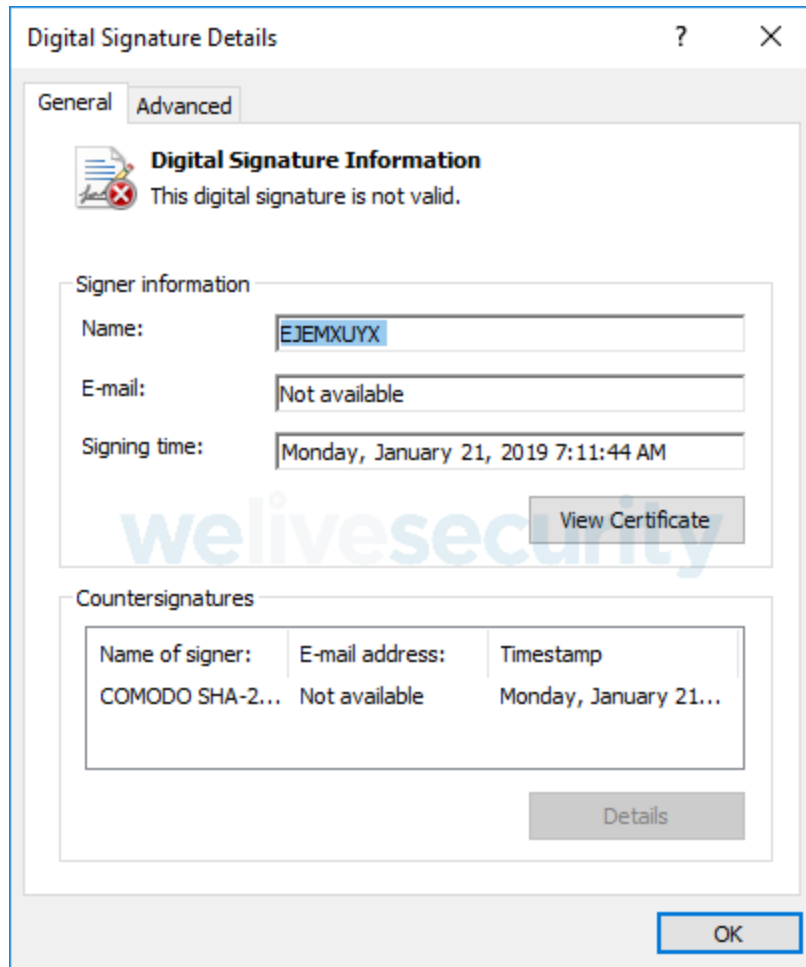 Digital Signature Details ?
General Advanced
Digital Signature Information
This digital signature is not valid.
Signer information
Name: EJEMXUYX
E-mail: Not available
Signing time: Monday, January 21, 2019 7:11:44 AM
View Certificate
welivesecurity
Countersignatures
Name of signer: E-mail address: Timestamp
COMODO SHA-2... Not available Monday, January 21...
Details
OK